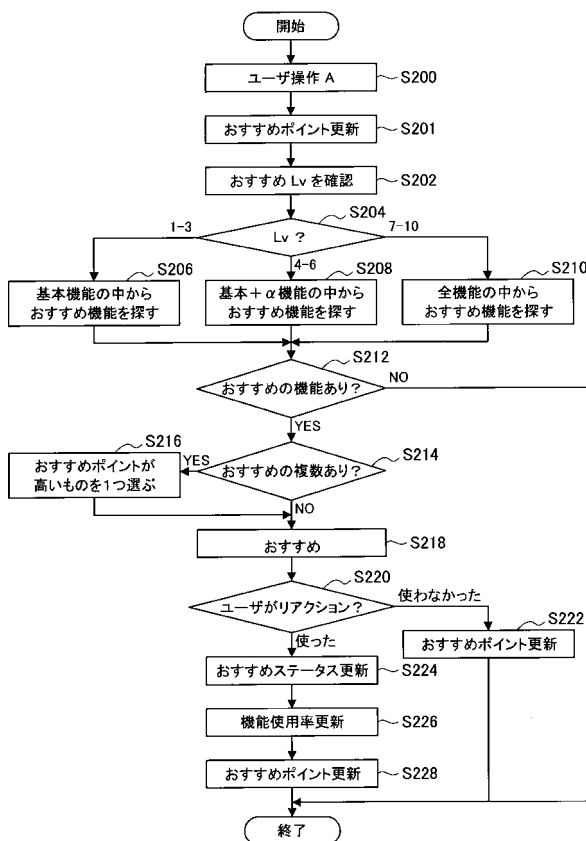 開始
ユーザ操作 A
S200
おすすめポイント更新
S201
おすすめ Lv を確認
S202
S204
1-3
Lv ?
7-10
4-6
S206
基本機能の中から
おすすめ機能を探す
S208
基本+α機能の中から
おすすめ機能を探す
S210
全機能の中から
おすすめ機能を探す
S212
おすすめの機能あり?
NO
YES
S214
おすすめの複数あり?
YES
S216
おすすめポイントが
高いものを1つ選ぶ
NO
おすすめ
S218
S220
ユーザがリアクション?
使わなかった
使った
S222
おすすめポイント更新
おすすめステータス更新
S224
機能使用率更新
S226
おすすめポイント更新
S228
終了